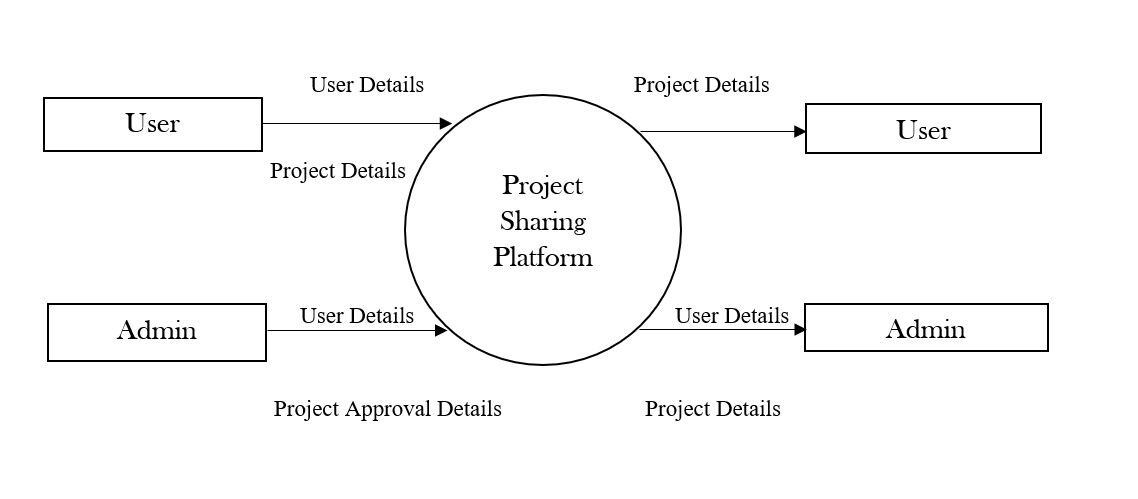 User Details
Project Details
User
User
Project Details
Project
Sharing
Platform
User Details
User Details
Admin
Admin
Project Approval Details
Project Details